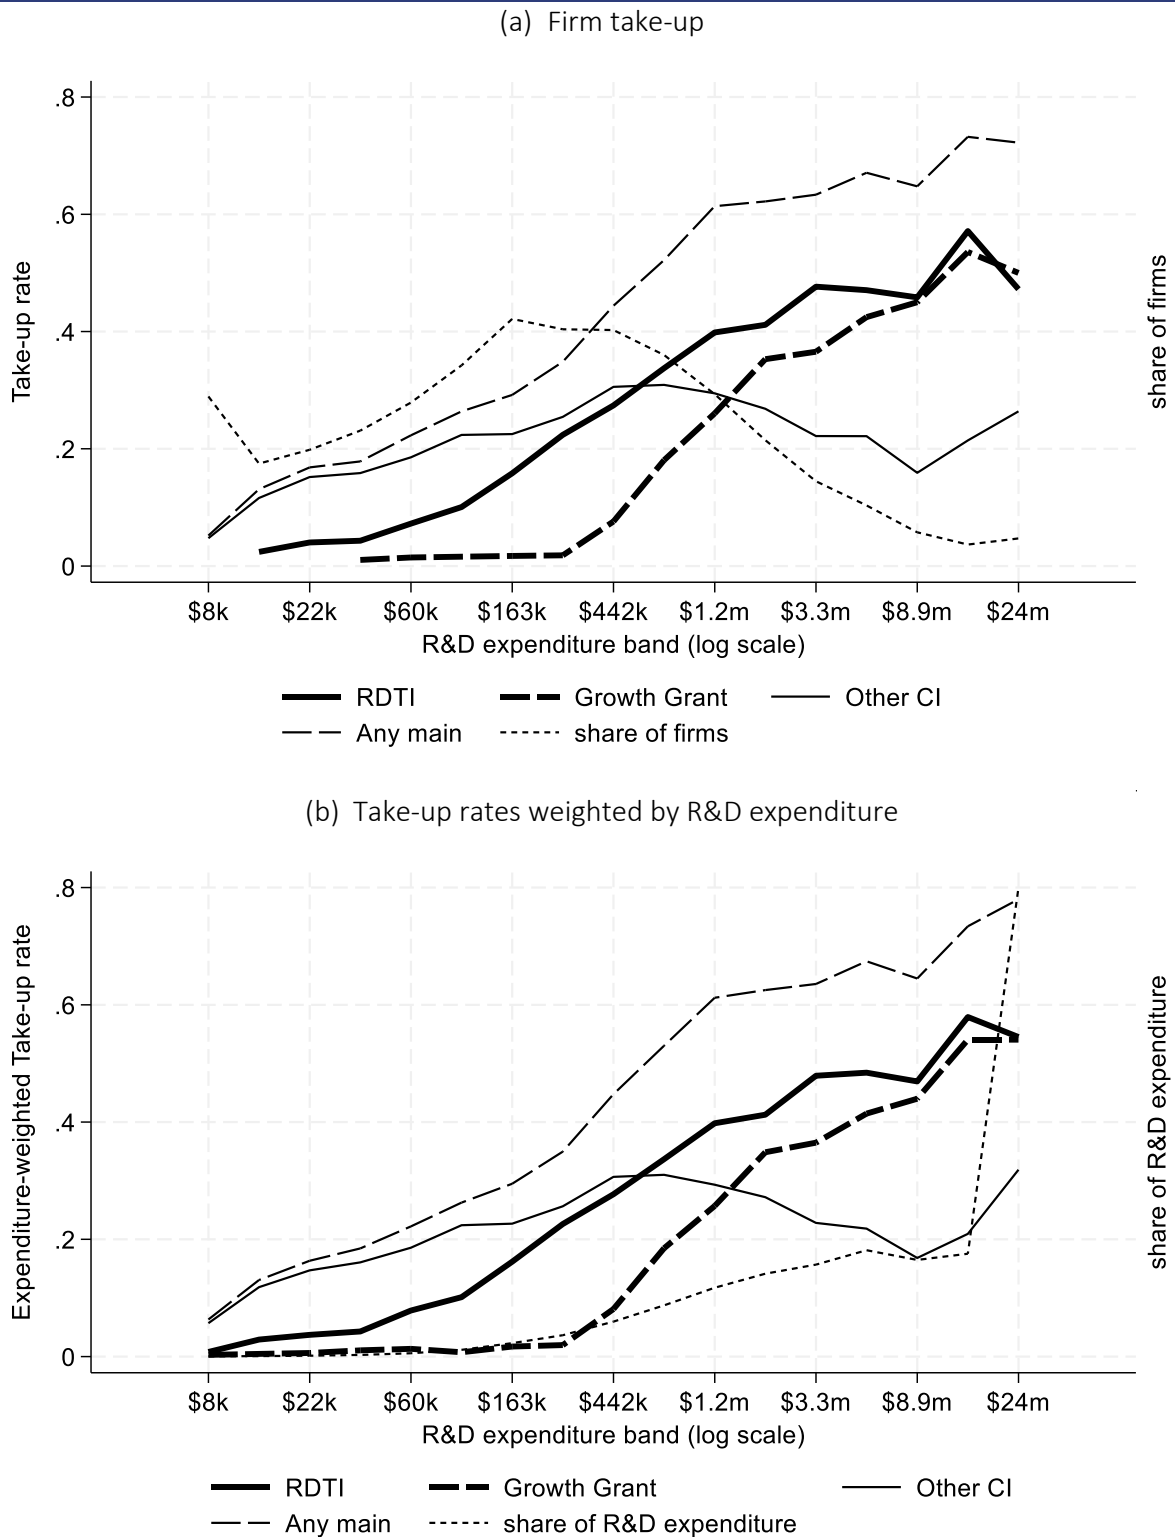 (a) Firm take-up
.8
.6
.4
.2
0
Take-up rate
share of firms
$8k $22k $60k $163k $442k $1.2m $3.3m $8.9m $24m
R&D expenditure band (log scale)
RDTI Growth Grant Other CI
Any main share of firms
(b) Take-up rates weighted by R&D expenditure
.8
.6
.4
.2
0
Expenditure-weighted Take-up rate
share of R&D expenditure
$8k $22k $60k $163k $442k $1.2m $3.3m $8.9m $24m
R&D expenditure band (log scale)
RDTI Growth Grant Other CI
Any main share of R&D expenditure